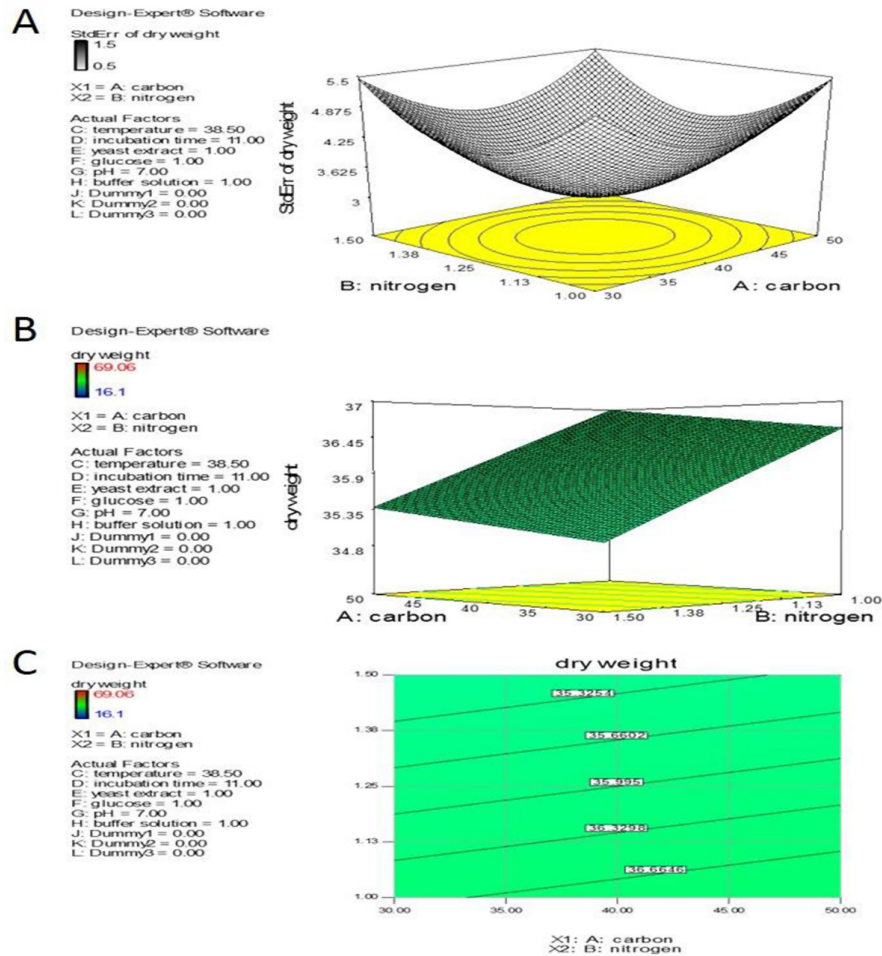 A
Design-Expert® Software
StdErr of dry weight
1.5
0.5
X1 = A: carbon
X2 = B: nitrogen
Actual Factors
C: temperature = 38.50
D: incubation time = 11.00
E: yeast extract = 1.00
F: glucose = 1.00
G: pH = 7.00
H: buffer solution = 1.00
J: Dummy1 = 0.00
K: Dummy2 = 0.00
L: Dummy3 = 0.00
StdErr of dry weight
5.5
4.875
4.25
3.625
3
1.50
1.38
1.25
1.13
1.00
30
35
40
45
50
B: nitrogen
A: carbon
B
Design-Expert® Software
dry weight
69.06
16.1
X1 = A: carbon
X2 = B: nitrogen
Actual Factors
C: temperature = 38.50
D: incubation time = 11.00
E: yeast extract = 1.00
F: glucose = 1.00
G: pH = 7.00
H: buffer solution = 1.00
J: Dummy1 = 0.00
K: Dummy2 = 0.00
L: Dummy3 = 0.00
dry weight
37
36.45
35.9
35.35
34.8
50
45
40
35
30
1.50
1.38
1.25
1.13
1.00
A: carbon
B: nitrogen
C
Design-Expert® Software
dry weight
69.06
16.1
X1 = A: carbon
X2 = B: nitrogen
Actual Factors
C: temperature = 38.50
D: incubation time = 11.00
E: yeast extract = 1.00
F: glucose = 1.00
G: pH = 7.00
H: buffer solution = 1.00
J: Dummy1 = 0.00
K: Dummy2 = 0.00
L: Dummy3 = 0.00
dry weight
1.50
1.38
1.25
1.13
1.00
35.3254
35.6602
35.995
36.3298
36.6646
30.00
35.00
40.00
45.00
50.00
X1: A: carbon
X2: B: nitrogen